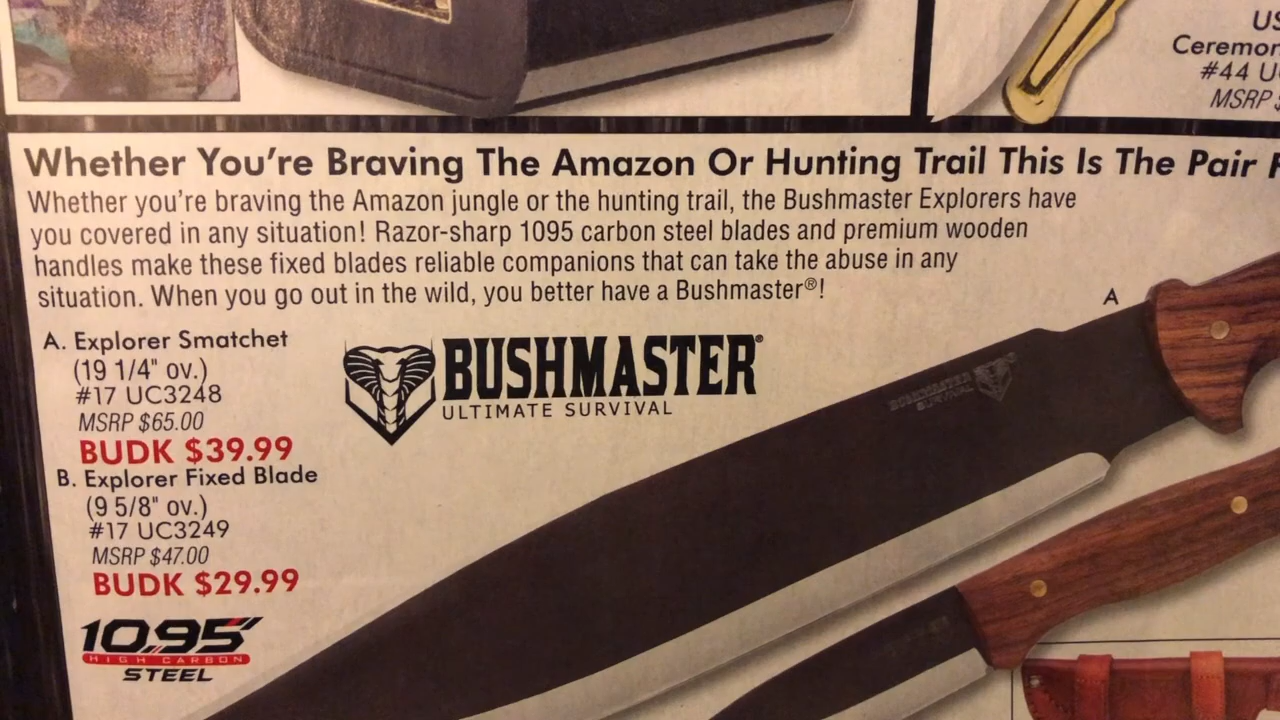 US
Ceremon
#44 U
MSRP $
Whether You're Braving The Amazon Or Hunting Trail This Is The Pair F
Whether you're braving the Amazon jungle or the hunting trail, the Bushmaster Explorers have
you covered in any situation! Razor-sharp 1095 carbon steel blades and premium wooden
handles make these fixed blades reliable companions that can take the abuse in any
situation. When you go out in the wild, you better have a Bushmaster®!
A
A. Explorer Smatchet
(19 1/4" ov.)
#17 UC3248
MSRP $65.00
BUDK $39.99
B. Explorer Fixed Blade
(9 5/8" ov.)
#17 UC3249
MSRP $47.00
BUDK $29.99
BUSHMASTER®
ULTIMATE SURVIVAL
BUSHMASTER
SURVIVAL
10.95
HIGH CARBON
STEEL